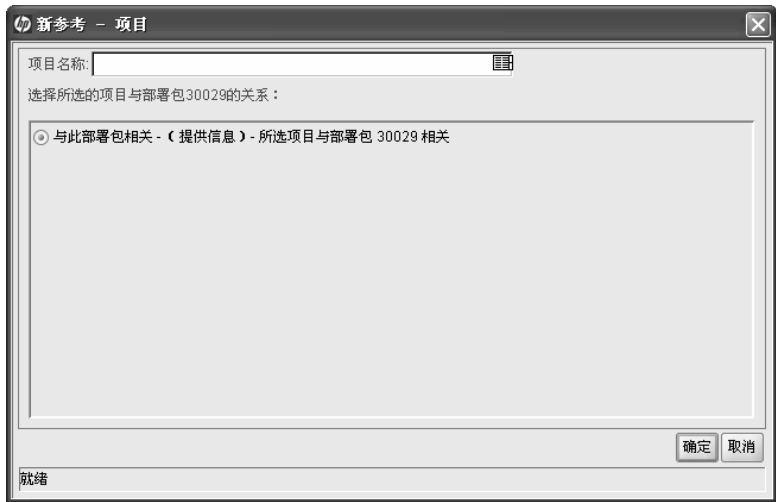 hp 新参考 - 项目
项目名称:
选择所选的项目与部署包30029的关系：
与此部署包相关 - （提供信息）- 所选项目与部署包 30029 相关
确定 取消
就绪